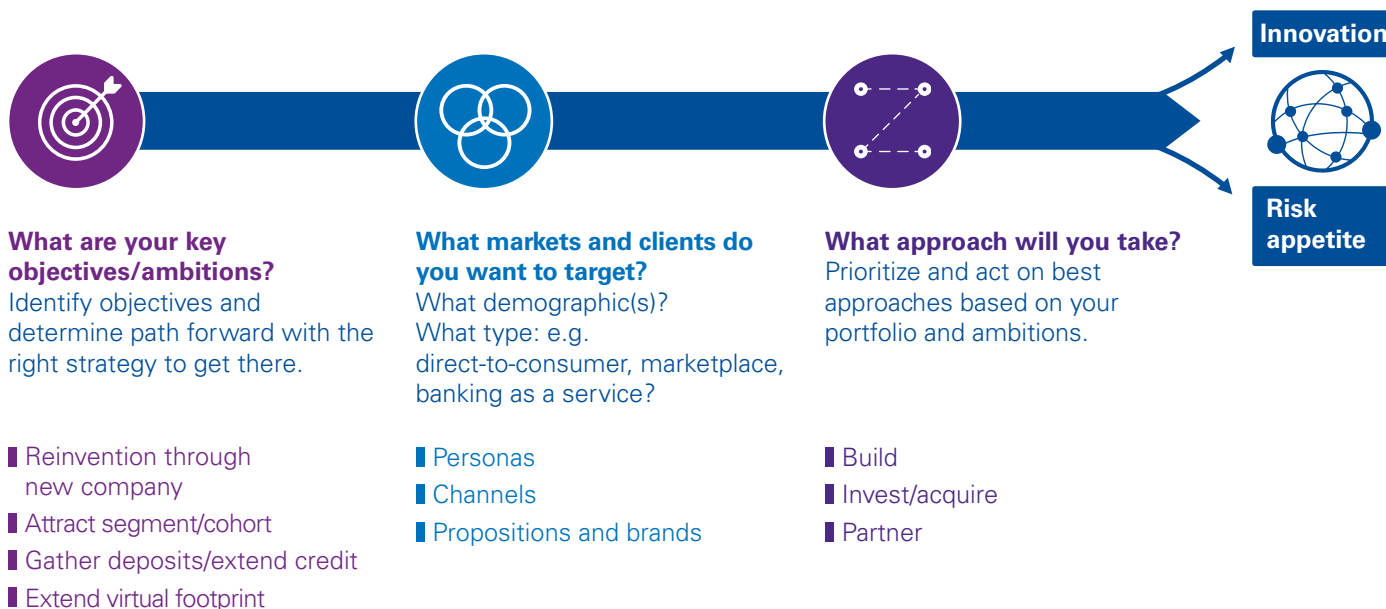 Innovation
Risk
appetite
What are your key
objectives/ambitions?
Identify objectives and
determine path forward with the
right strategy to get there.
Reinvention through
new company
Attract segment/cohort
Gather deposits/extend credit
Extend virtual footprint
What markets and clients do
you want to target?
What demographic(s)?
What type: e.g.
direct-to-consumer, marketplace,
banking as a service?
Personas
Channels
Propositions and brands
What approach will you take?
Prioritize and act on best
approaches based on your
portfolio and ambitions.
Build
Invest/acquire
Partner